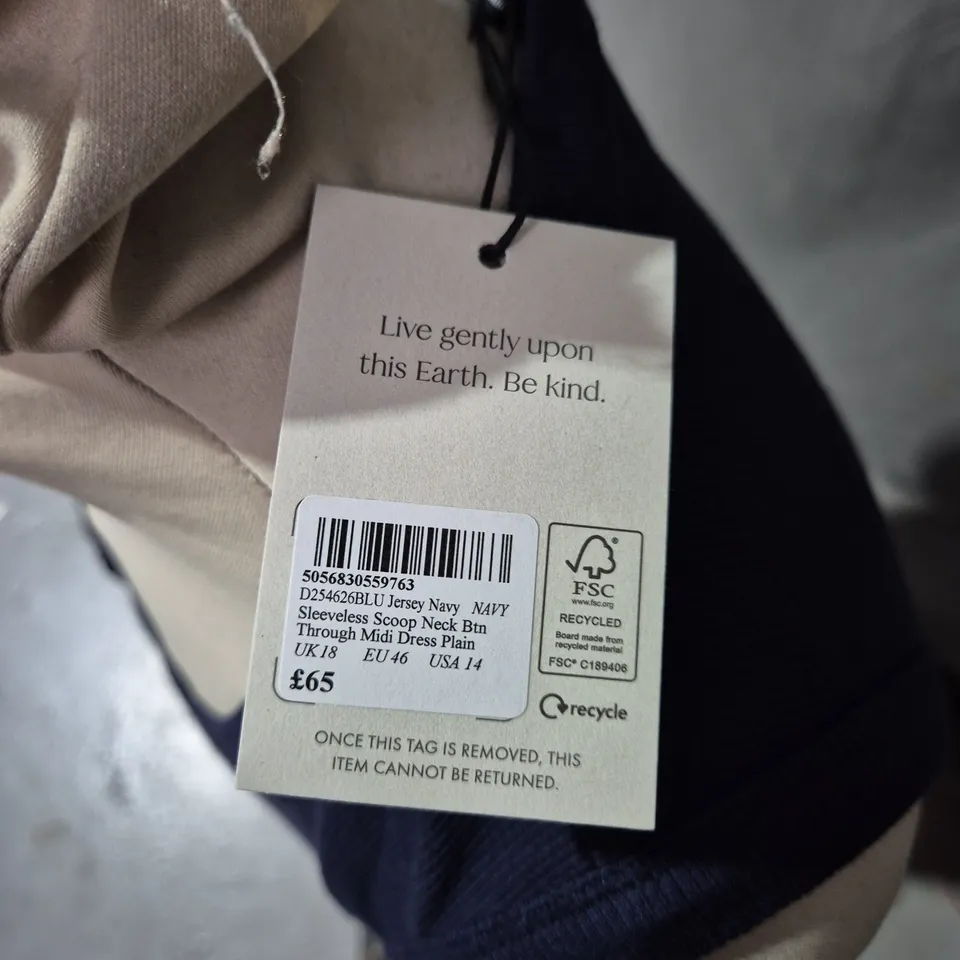 Live gently upon
this Earth. Be kind.
5056830559763
D254626BLU Jersey Navy NAVY
Sleeveless Scoop Neck Btn
Through Midi Dress Plain
UK 18 EU 46 USA 14
£65
FSC
www.fsc.org
RECYCLED
Board made from
recycled material
FSC® C189406
recycle
ONCE THIS TAG IS REMOVED, THIS
ITEM CANNOT BE RETURNED.